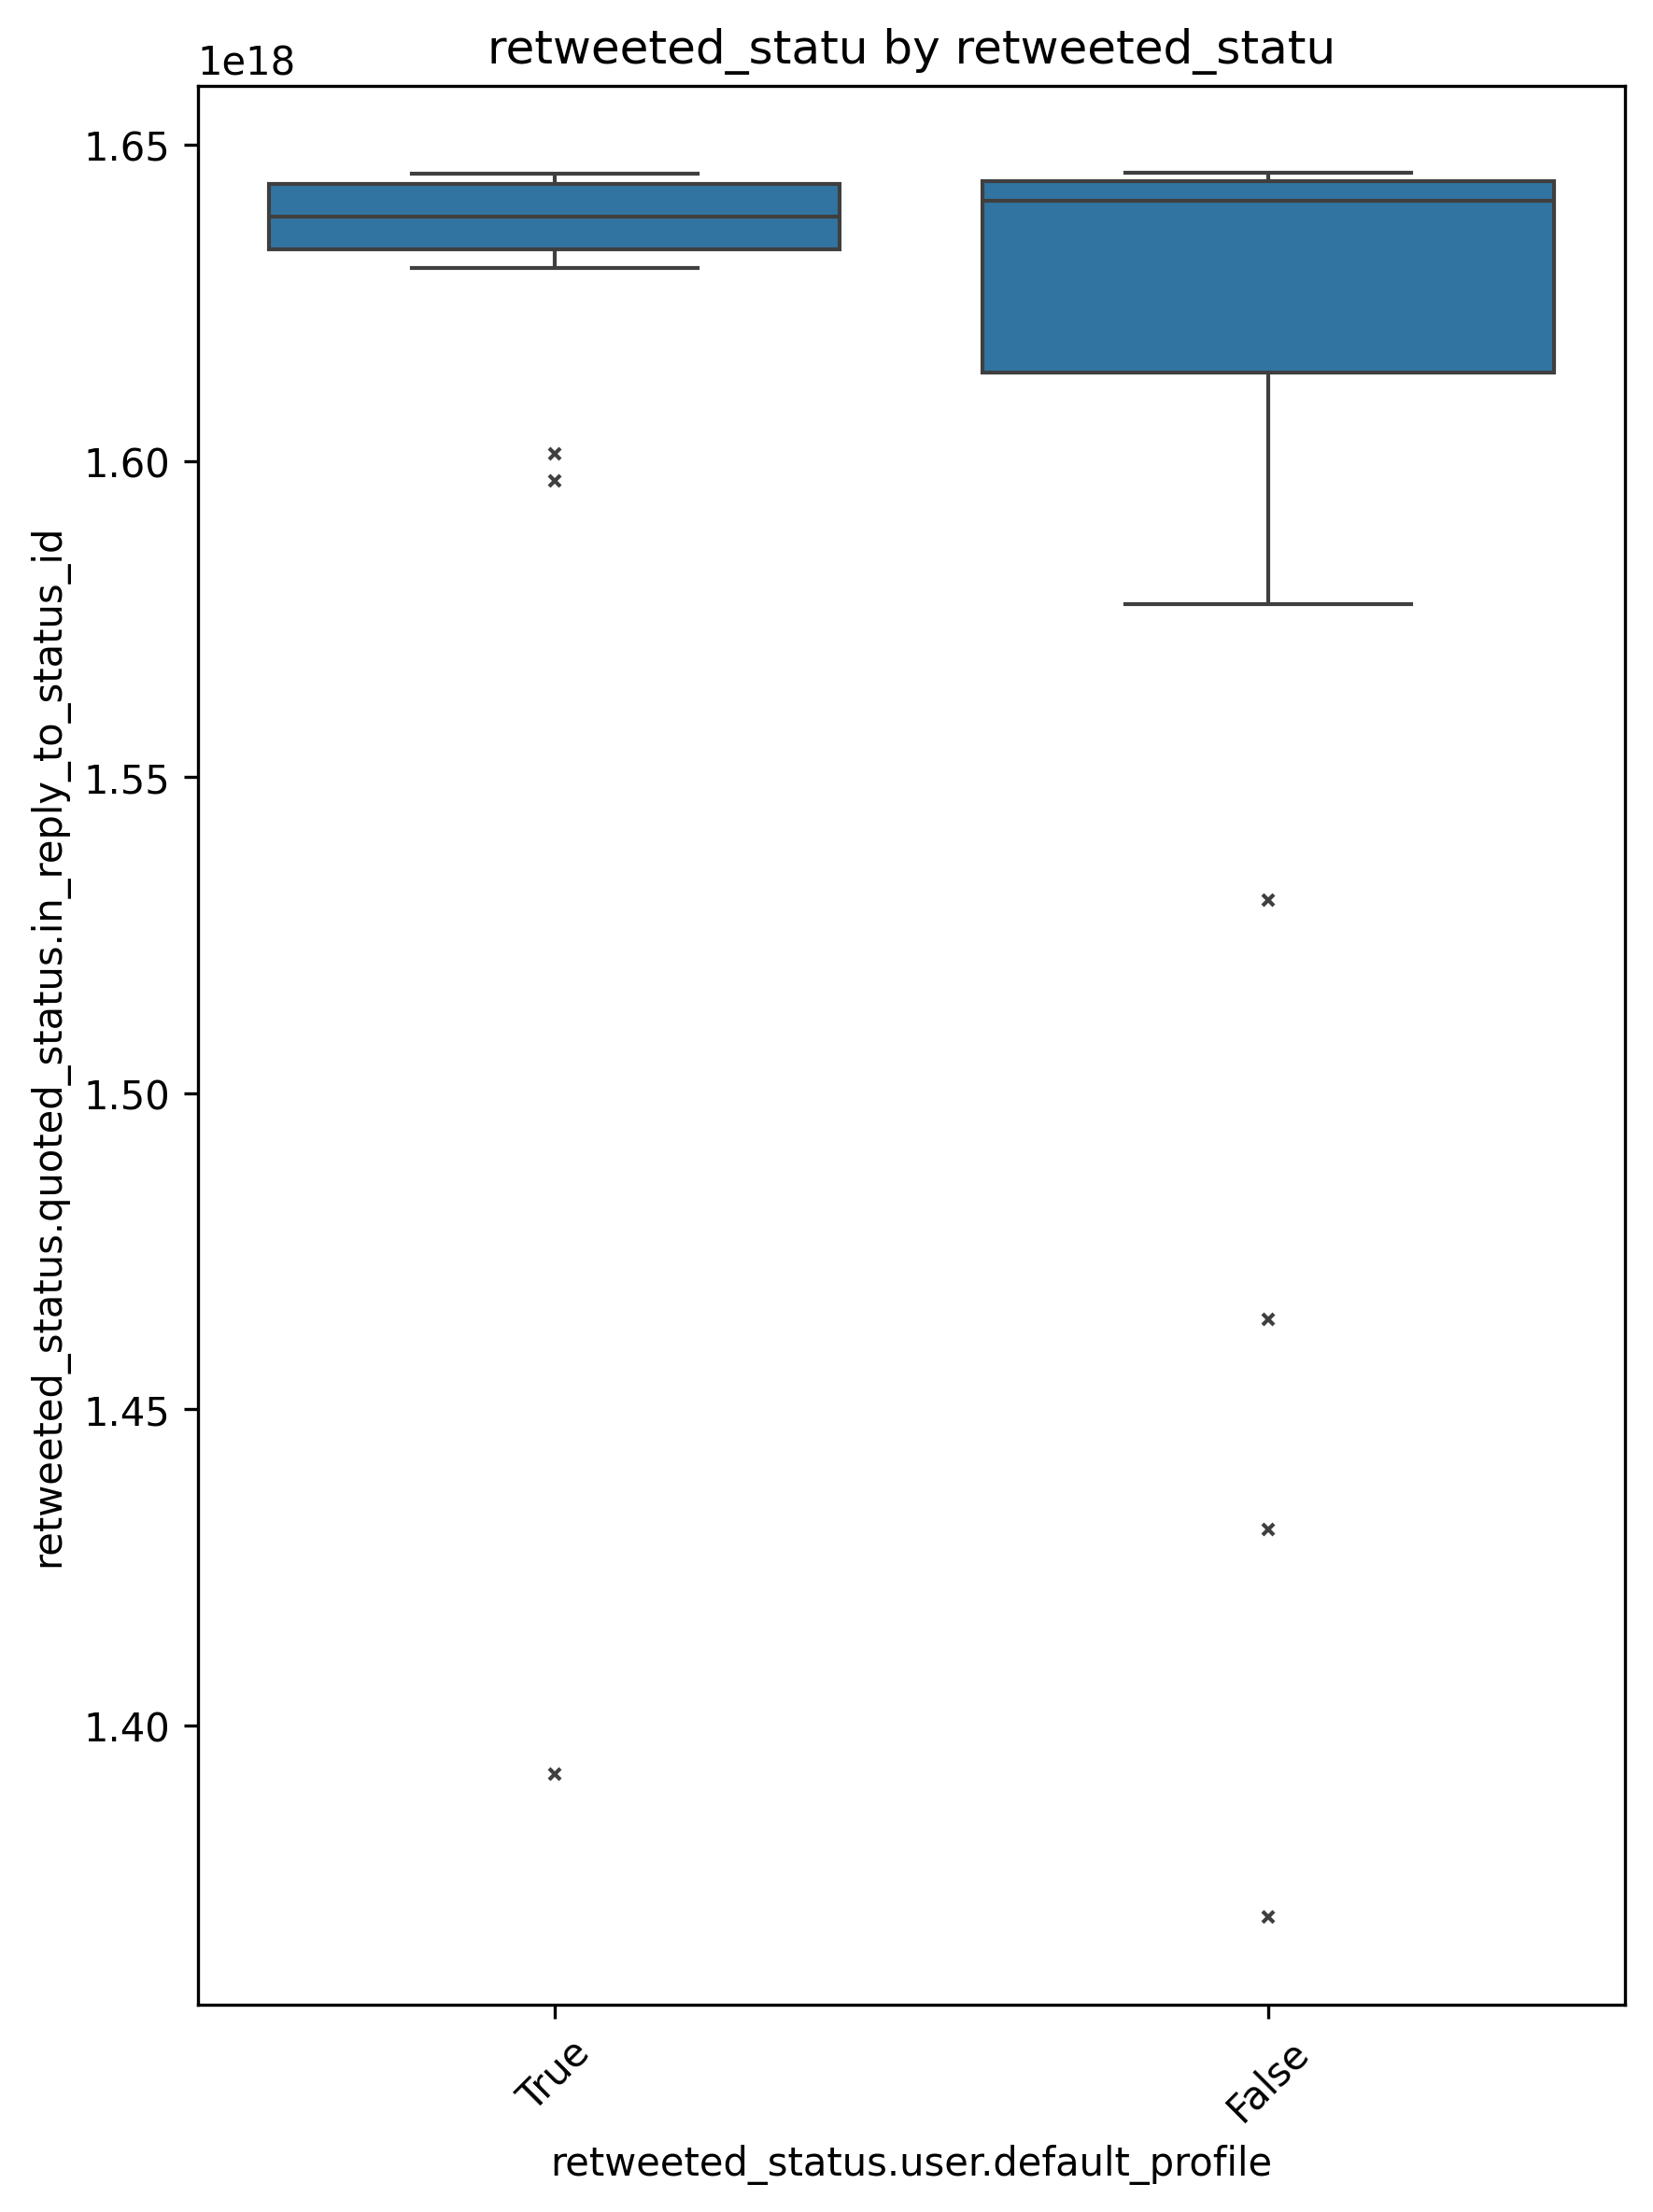 retweeted_statu by retweeted_statu
1e18
1.65
1.60
1.55
1.50
1.45
1.40
retweeted_status.quoted_status.in_reply_to_status_id
True
False
retweeted_status.user.default_profile